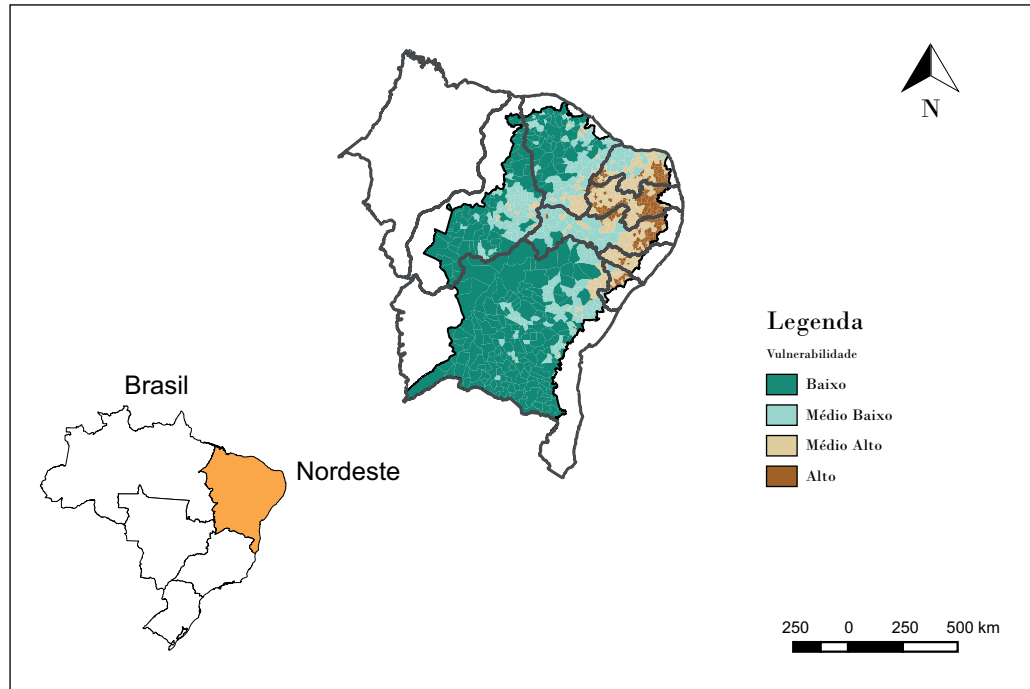 N
Legenda
Vulnerabilidade
Baixo
Médio Baixo
Médio Alto
Alto
Brasil
Nordeste
250 0 250 500 km